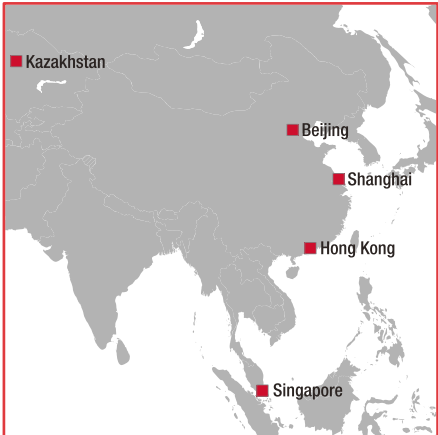 Kazakhstan
Beijing
Shanghai
Hong Kong
Singapore